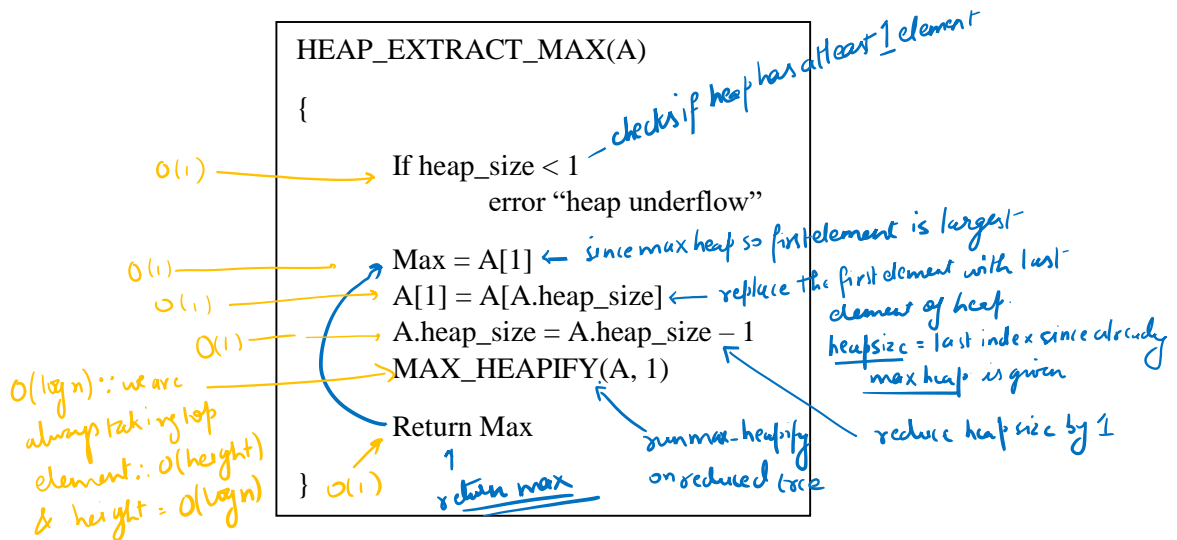 HEAP_EXTRACT_MAX(A)
{
checks if heap has atleast 1 element
O(1)
If heap_size < 1
error “heap underflow”
O(1)
Max = A[1] ← since max heap so first element is largest
O(1)
A[1] = A[A.heap_size] ← replace the first element with last
element of heap.
O(1)
A.heap_size = A.heap_size – 1
heapsize = last index since already
max heap is given
MAX_HEAPIFY(A, 1)
O(log n) ∵ we are
always taking top
element ∴ O(height)
& height = O(log n)
Return Max
run max_heapify
on reduced tree
reduce heap size by 1
} O(1)
return max